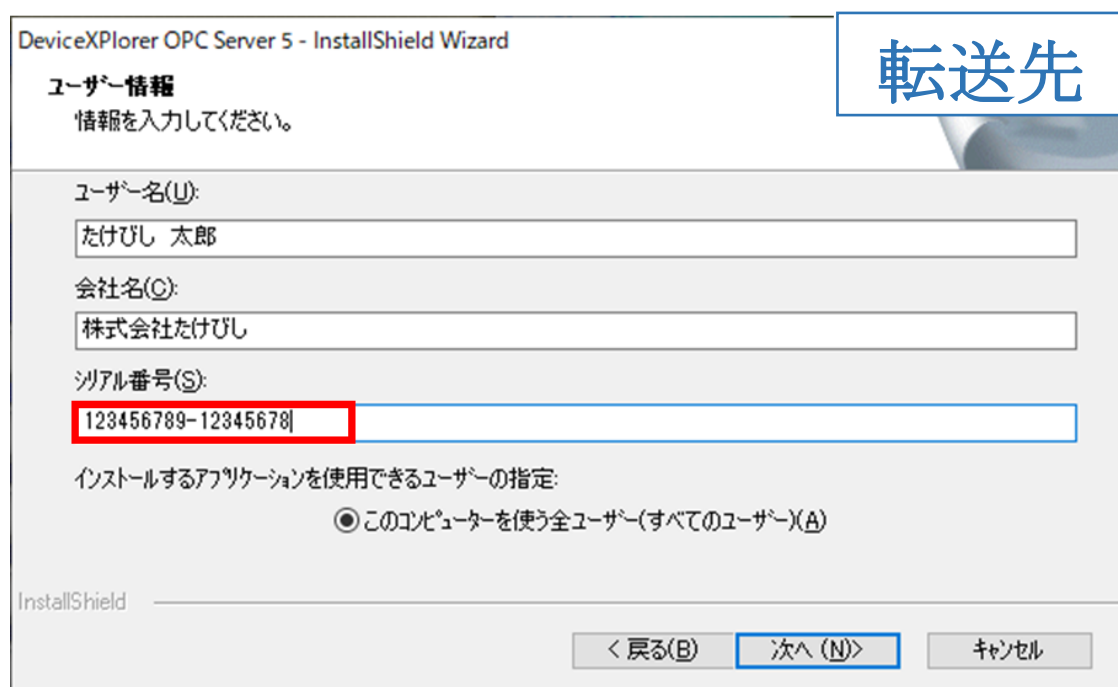 DeviceXPlorer OPC Server 5 - InstallShield Wizard
転送先
ユーザー情報
情報を入力してください。
ユーザー名(U):
たけびし 太郎
会社名(C):
株式会社たけびし
シリアル番号(S):
123456789-12345678
インストールするアプリケーションを使用できるユーザーの指定:
このコンピューターを使う全ユーザー(すべてのユーザー)(A)
InstallShield
< 戻る(B)
次へ (N)>
キャンセル